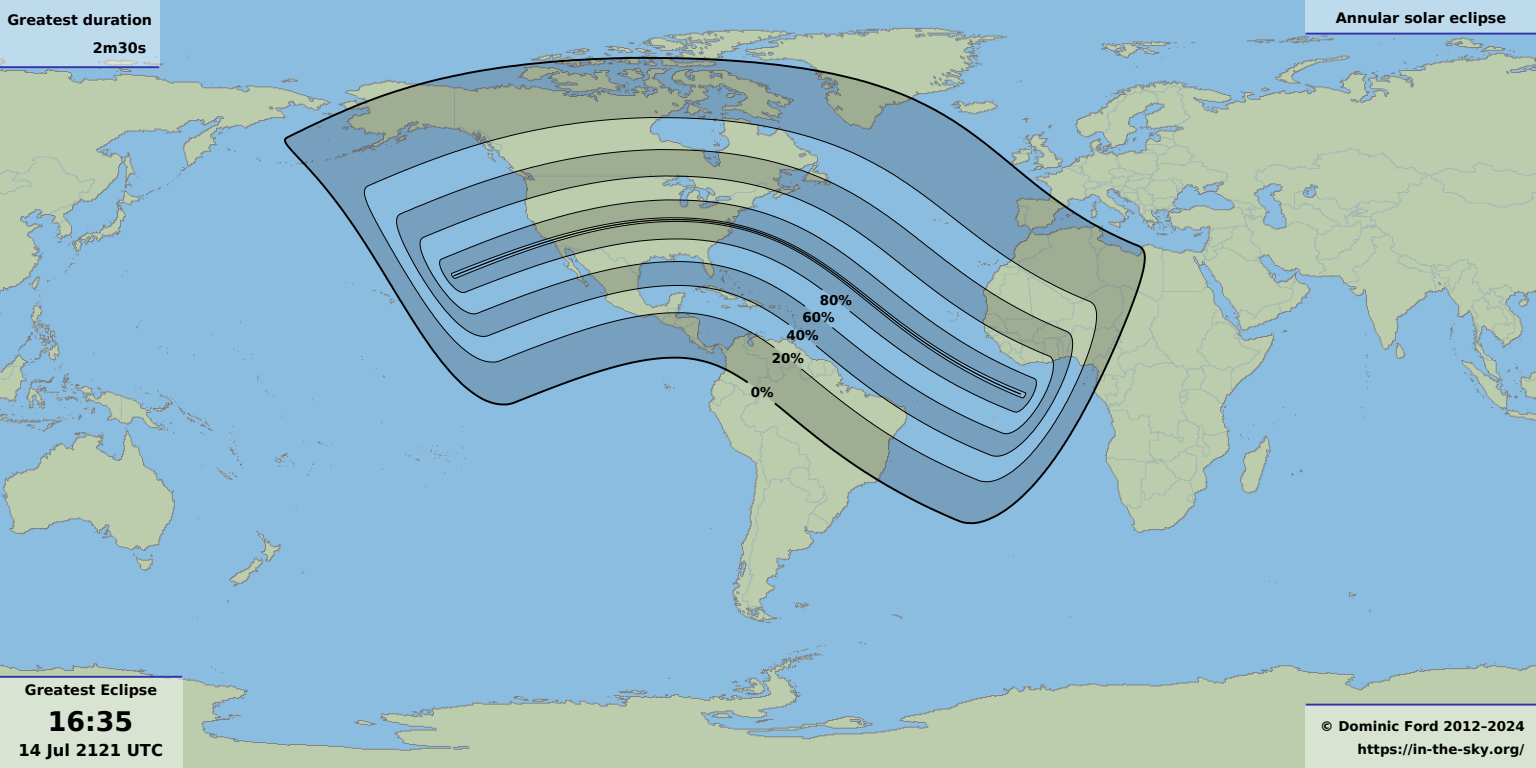 Greatest duration
2m30s
Annular solar eclipse
80%
60%
40%
20%
0%
Greatest Eclipse
16:35
14 Jul 2121 UTC
© Dominic Ford 2012–2024
https://in-the-sky.org/